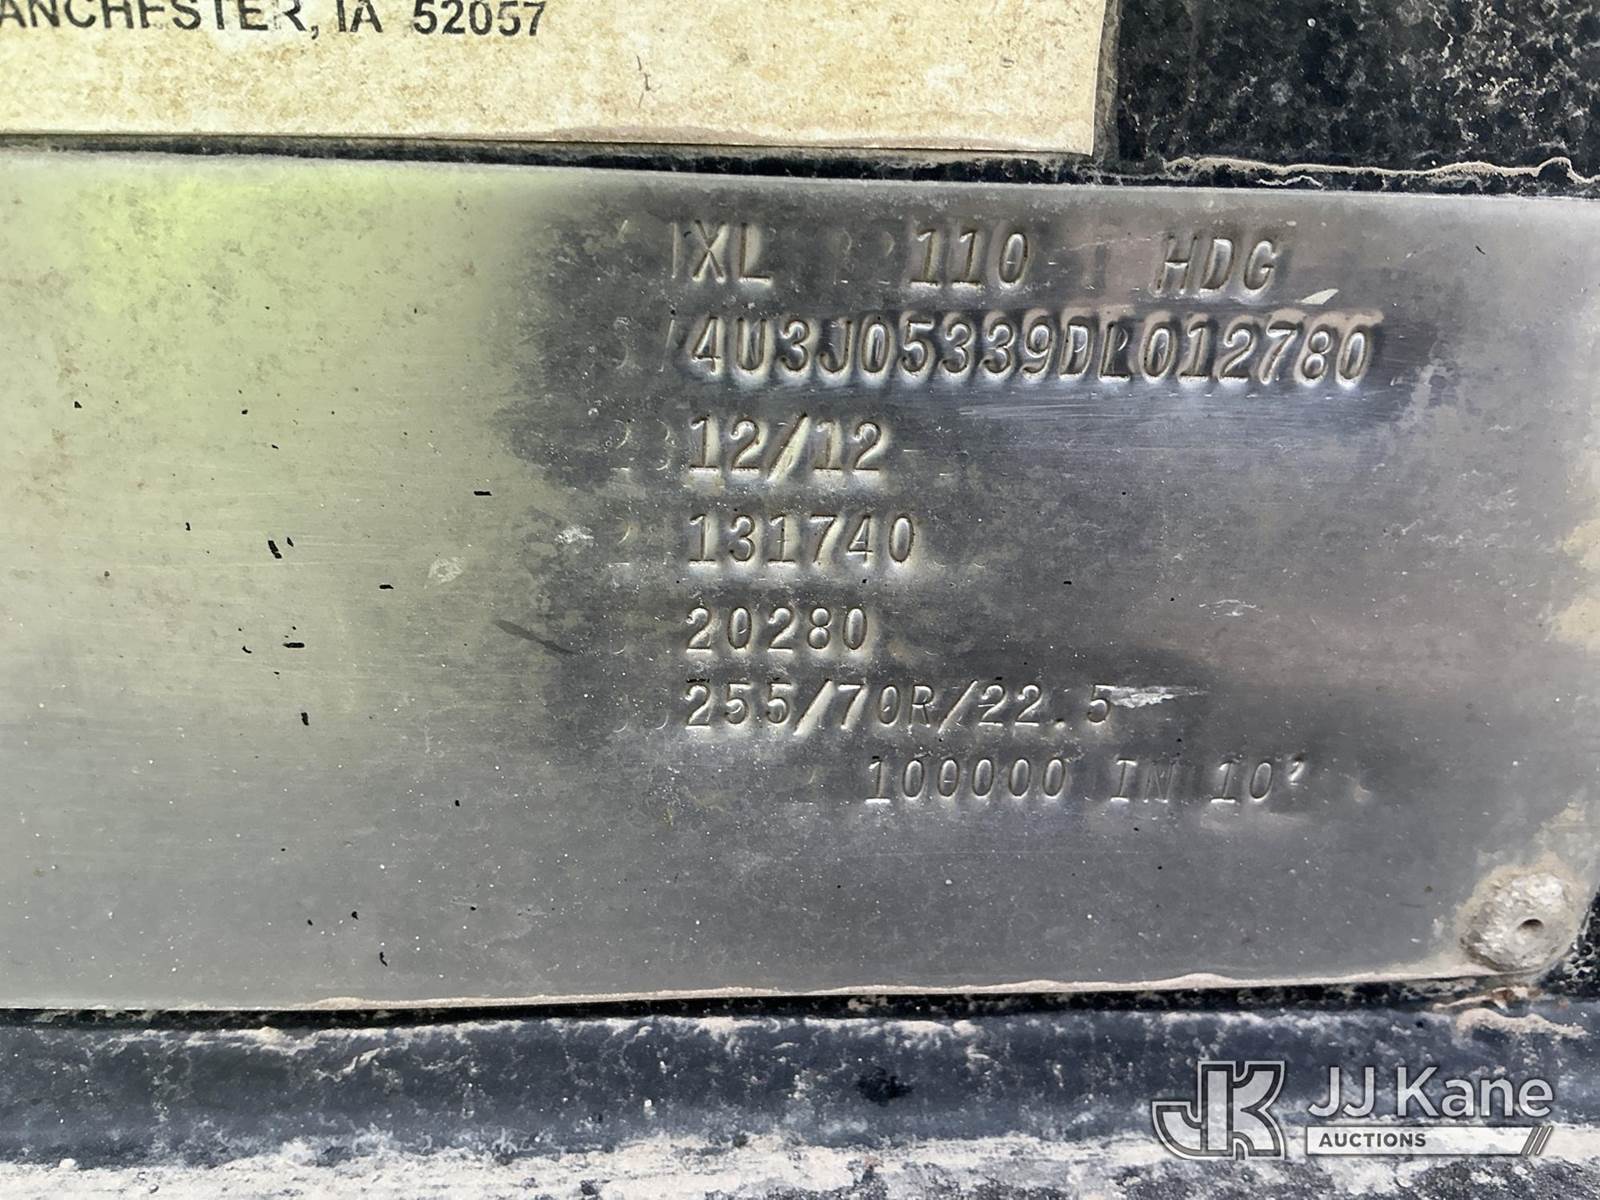 ANCHESTER, IA 52057
XL 110 HDG
4U3J05339DL012780
12/12
131740
20280
255/70R/22.5
100000 IN 10'
JK JJ Kane
AUCTIONS